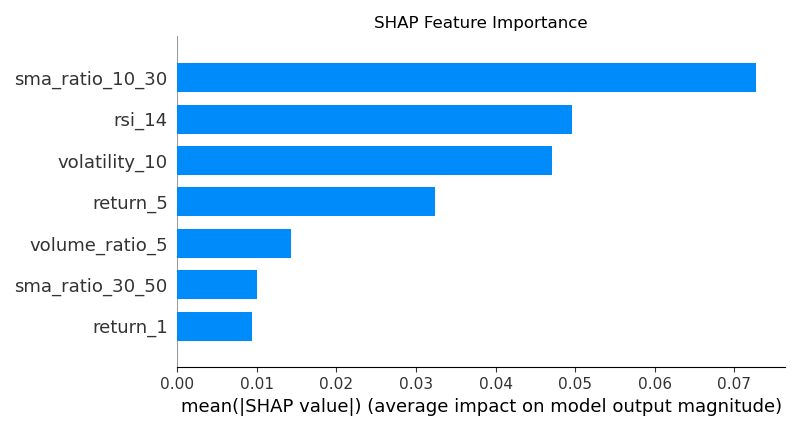 SHAP Feature Importance
sma_ratio_10_30
rsi_14
volatility_10
return_5
volume_ratio_5
sma_ratio_30_50
return_1
0.00 0.01 0.02 0.03 0.04 0.05 0.06 0.07
mean(|SHAP value|) (average impact on model output magnitude)